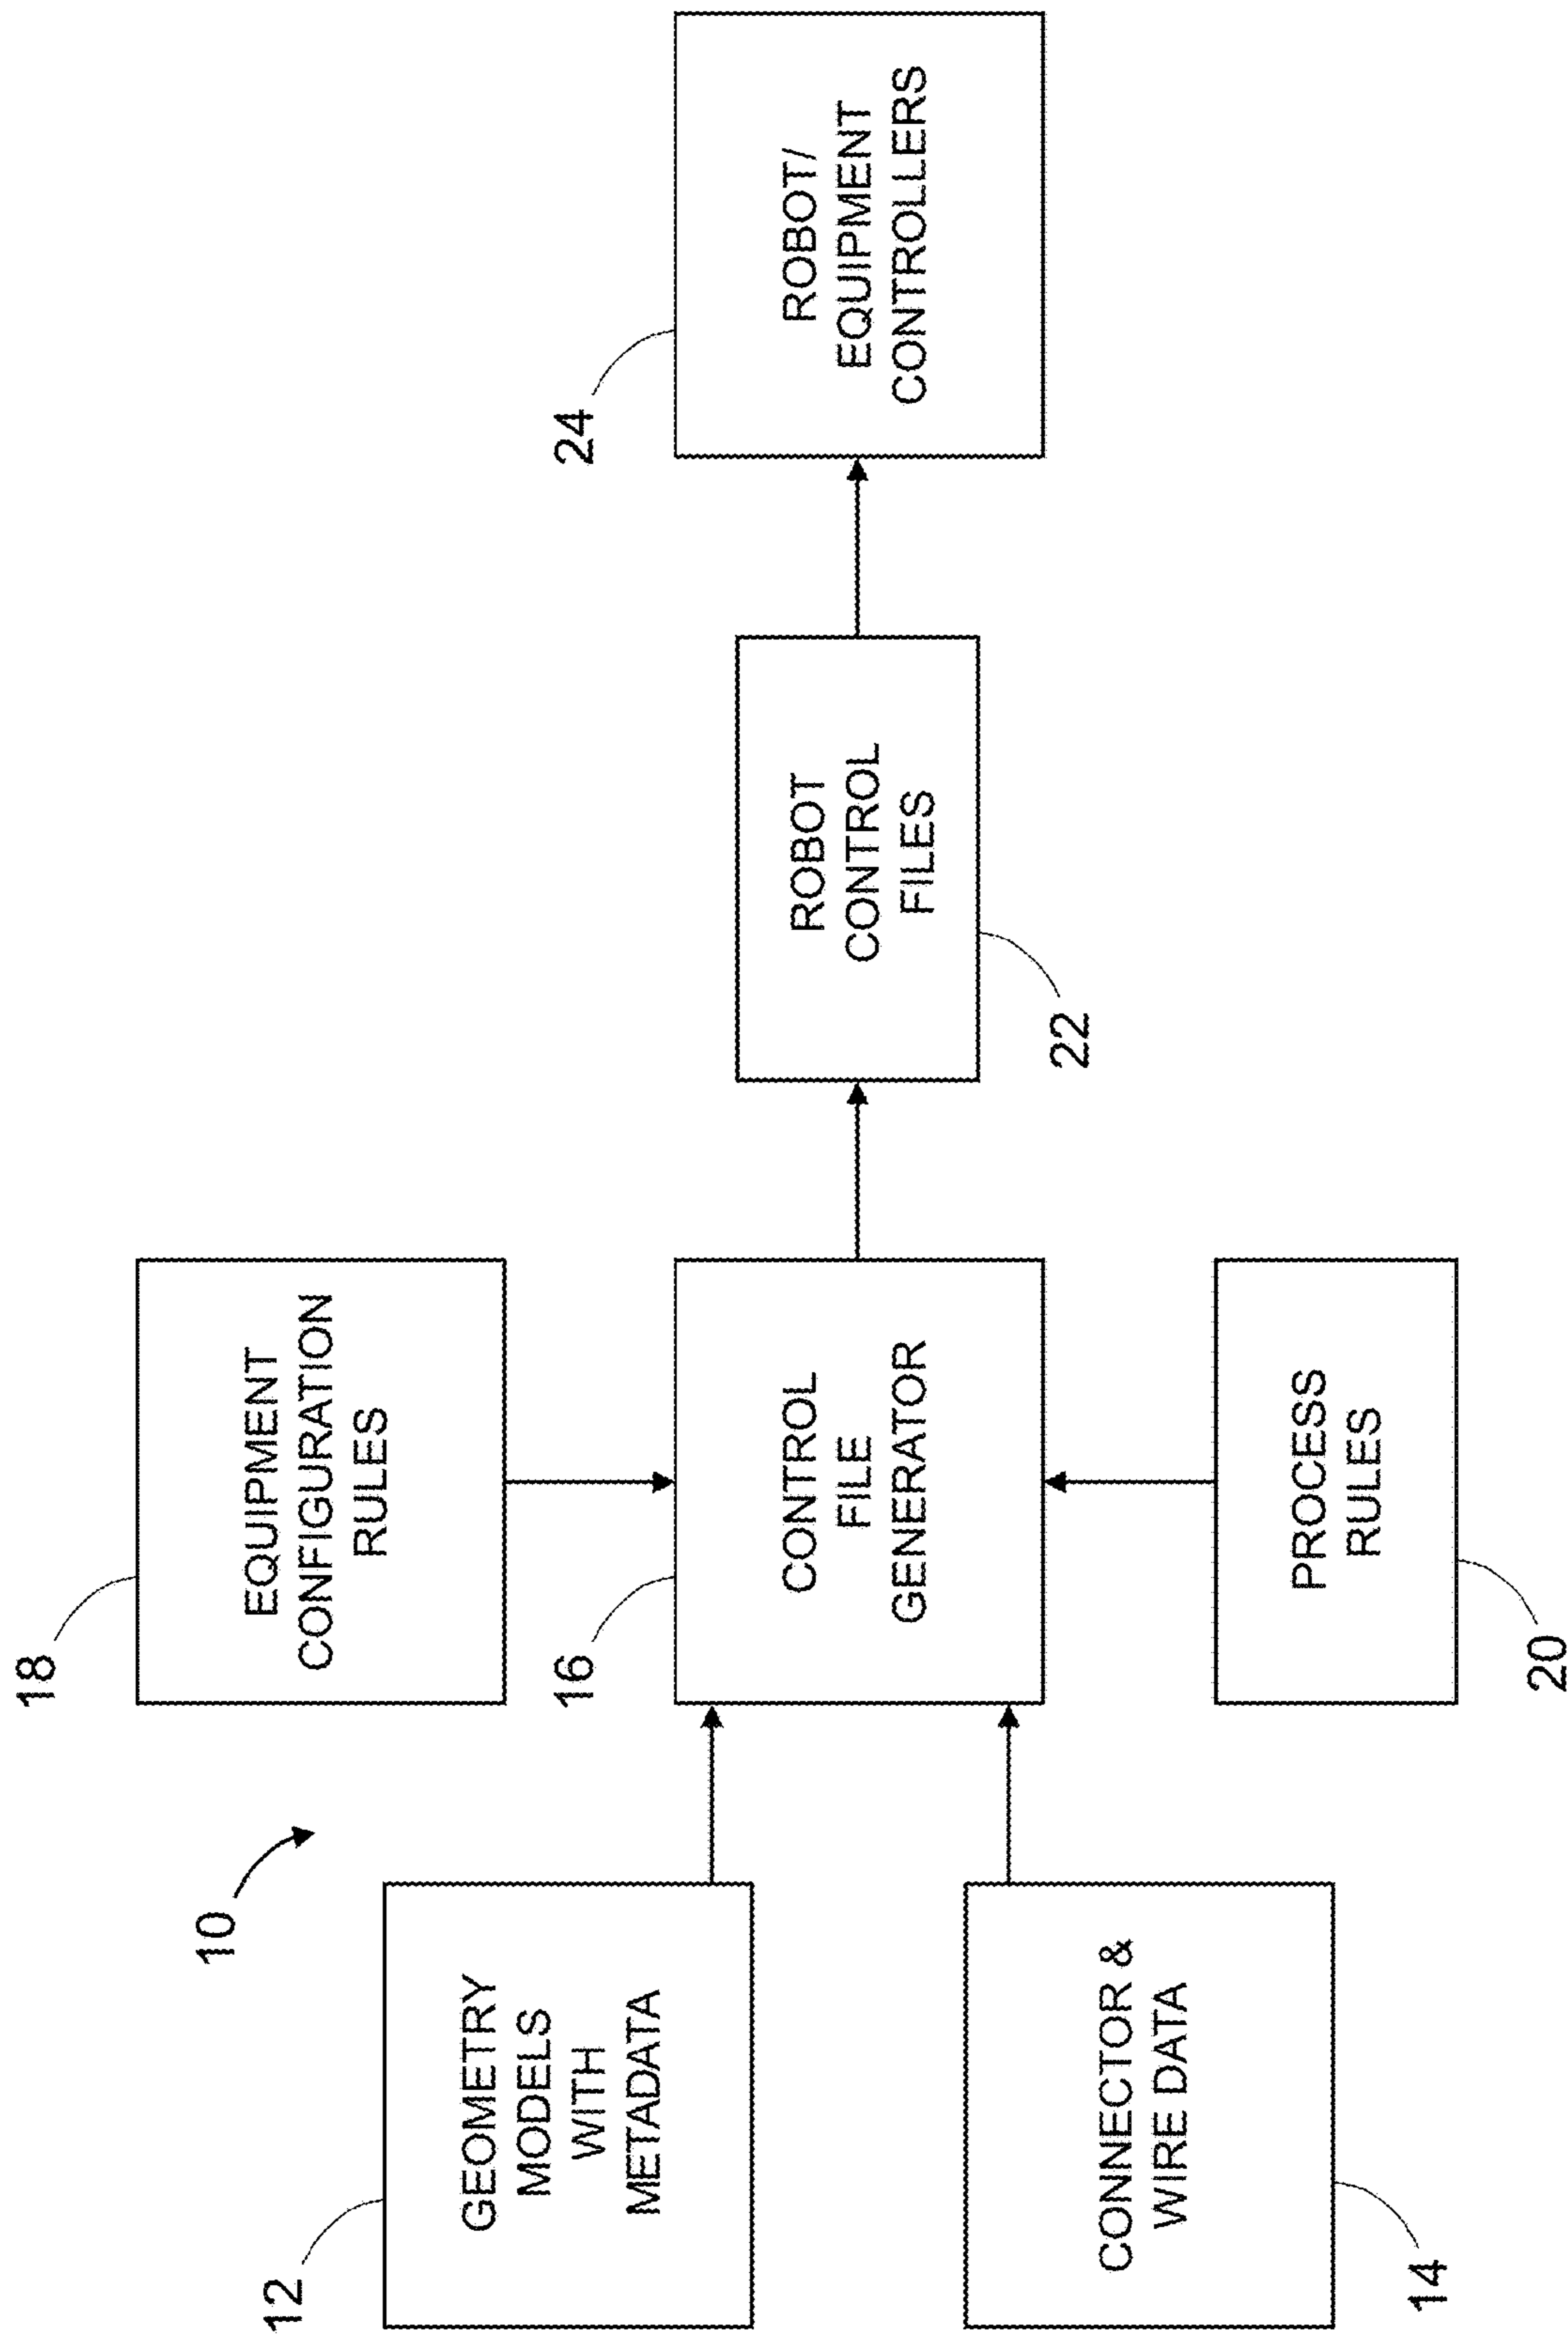 10
18
EQUIPMENT
CONFIGURATION
RULES
12
GEOMETRY
MODELS
WITH
METADATA
16
CONTROL
FILE
GENERATOR
ROBOT
CONTROL
FILES
22
24
ROBOT/
EQUIPMENT
CONTROLLERS
CONNECTOR &
WIRE DATA
14
PROCESS
RULES
20